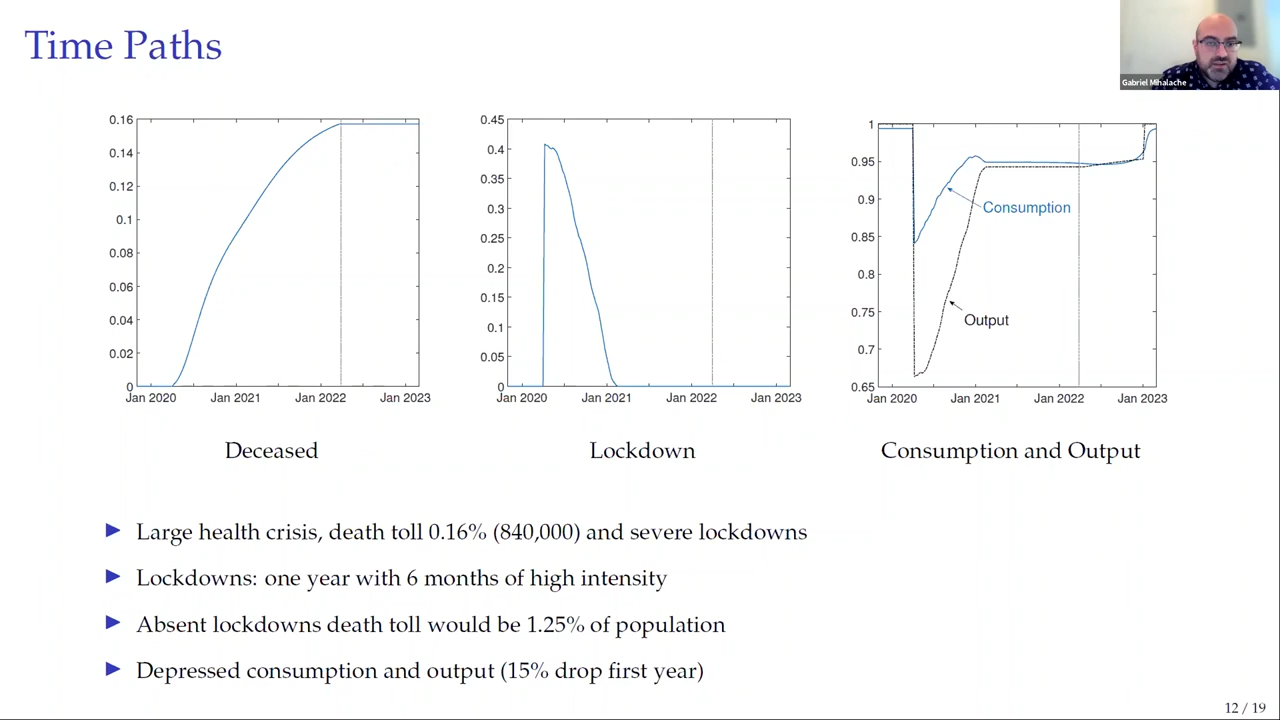 Time Paths
Gabriel Mihalache
0.16
0.14
0.12
0.1
0.08
0.06
0.04
0.02
0
Jan 2020 Jan 2021 Jan 2022 Jan 2023
Deceased
0.45
0.4
0.35
0.3
0.25
0.2
0.15
0.1
0.05
0
Jan 2020 Jan 2021 Jan 2022 Jan 2023
Lockdown
1
0.95
0.9
0.85
0.8
0.75
0.7
0.65
Consumption
Output
Jan 2020 Jan 2021 Jan 2022 Jan 2023
Consumption and Output
Large health crisis, death toll 0.16% (840,000) and severe lockdowns
Lockdowns: one year with 6 months of high intensity
Absent lockdowns death toll would be 1.25% of population
Depressed consumption and output (15% drop first year)
12 / 19